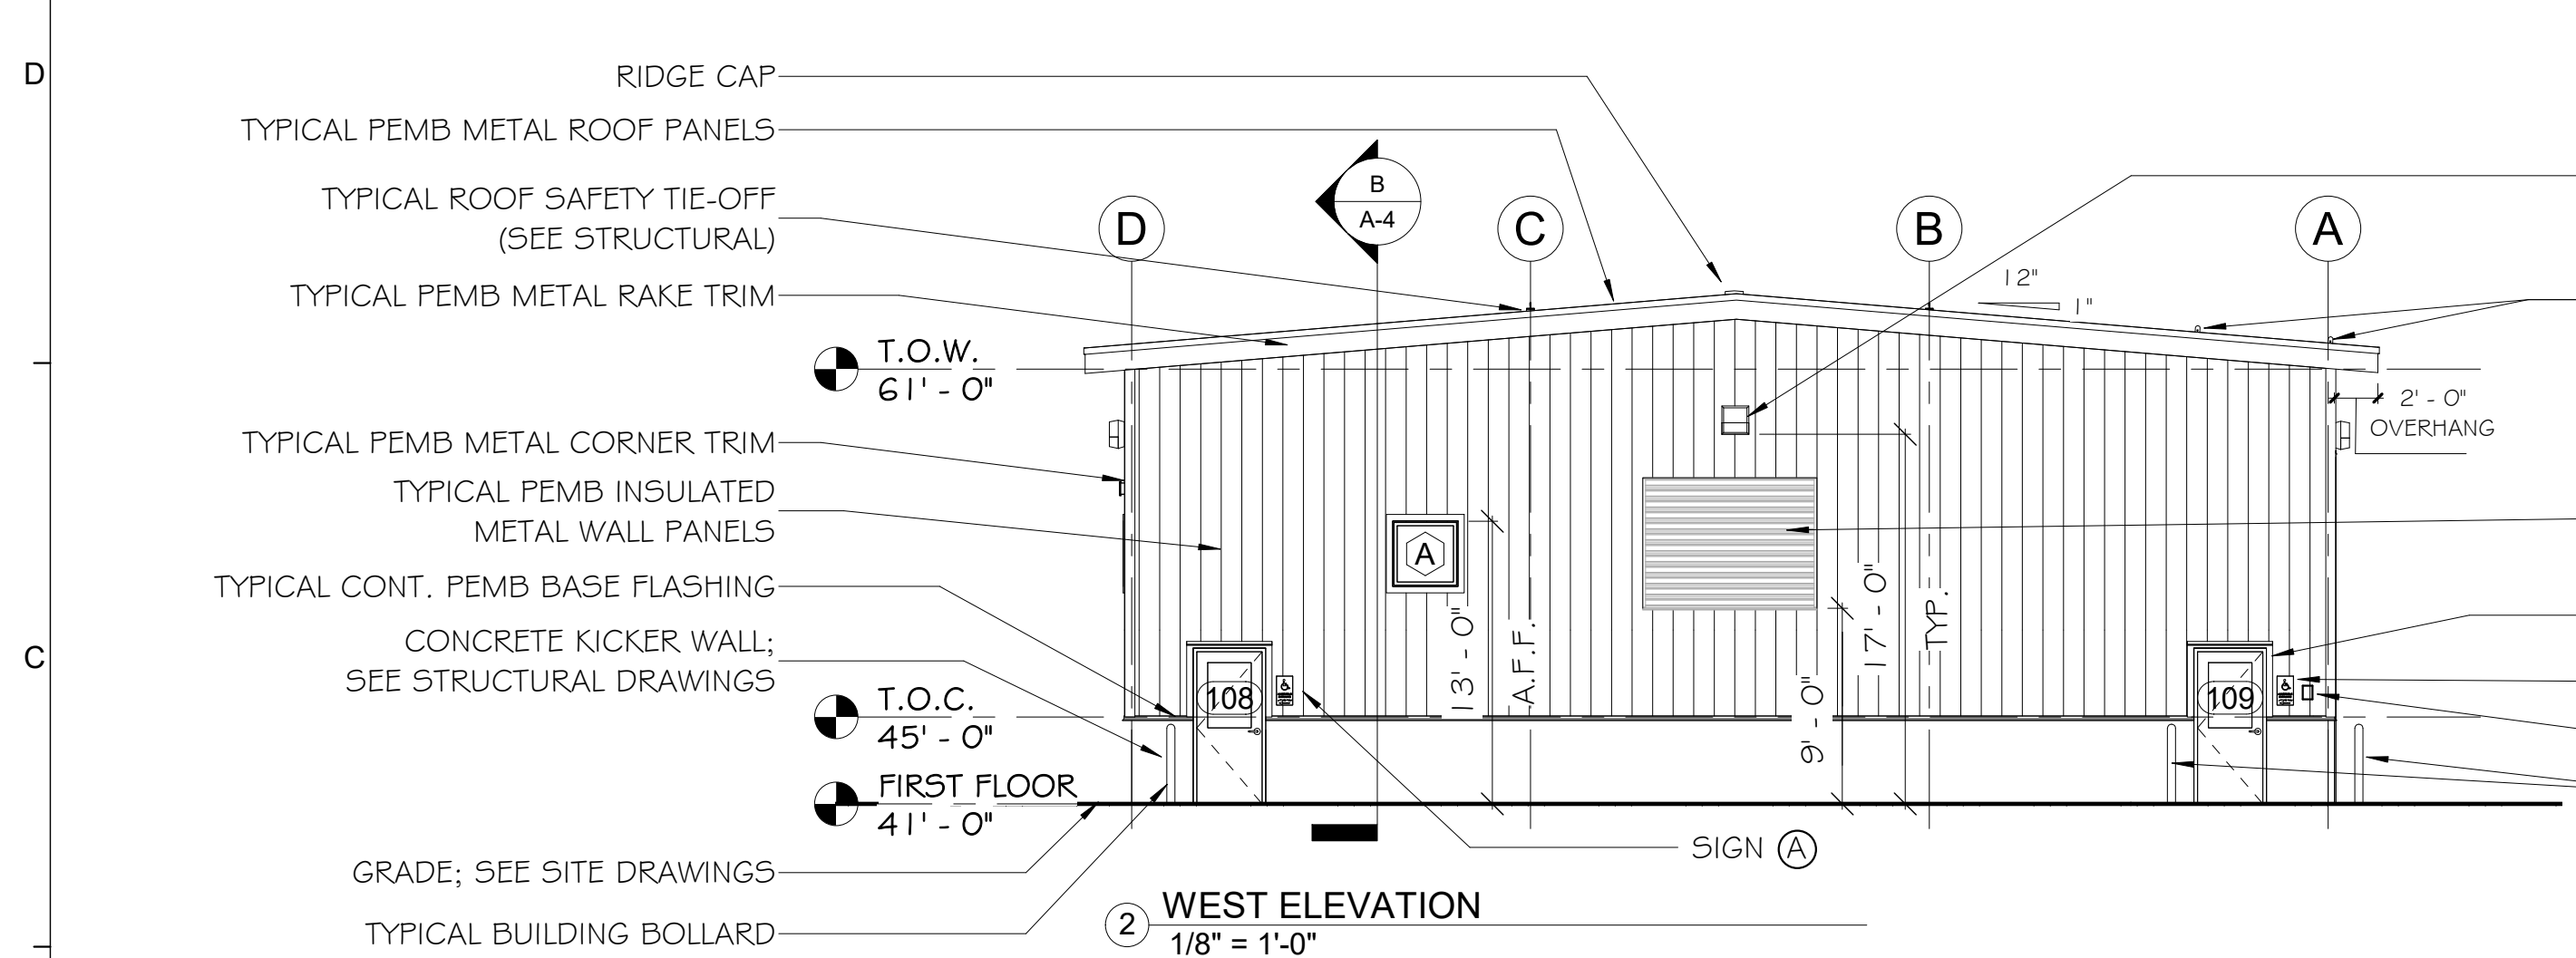 D
RIDGE CAP
TYPICAL PEMB METAL ROOF PANELS
B
A-4
TYPICAL ROOF SAFETY TIE-OFF
(SEE STRUCTURAL)
D
C
B
A
TYPICAL PEMB METAL RAKE TRIM
12"
1"
T.O.W.
61' - 0"
2' - 0"
OVERHANG
TYPICAL PEMB METAL CORNER TRIM
TYPICAL PEMB INSULATED
METAL WALL PANELS
A
TYPICAL CONT. PEMB BASE FLASHING
13' - 0"
A.F.F.
17' - 0"
TYP.
9' - 0"
C
CONCRETE KICKER WALL;
SEE STRUCTURAL DRAWINGS
108
109
T.O.C.
45' - 0"
FIRST FLOOR
41' - 0"
SIGN A
GRADE; SEE SITE DRAWINGS
TYPICAL BUILDING BOLLARD
2
WEST ELEVATION
1/8" = 1'-0"